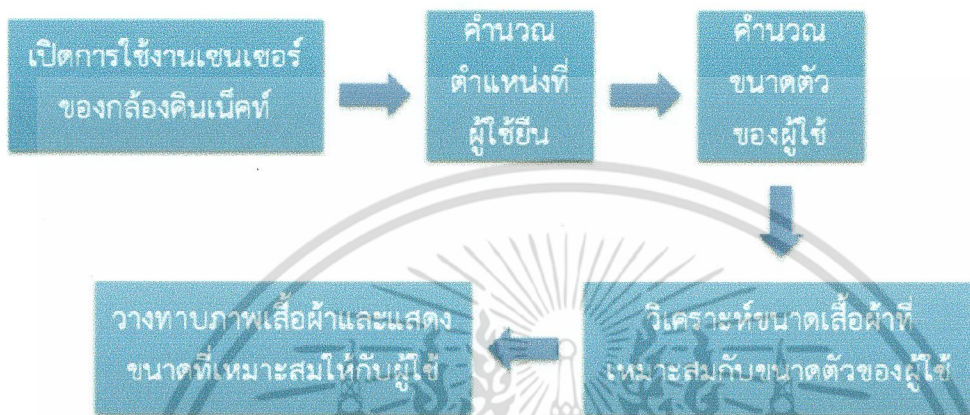 เปิดการใช้งานเซนเซอร์
ของกล้องคินเน็คท์
คำนวณ
ตำแหน่งที่
ผู้ใช้ยืน
คำนวณ
ขนาดตัว
ของผู้ใช้
วิเคราะห์ขนาดเสื้อผ้าที่
เหมาะสมกับขนาดตัวของผู้ใช้
วางทาบภาพเสื้อผ้าและแสดง
ขนาดที่เหมาะสมให้กับผู้ใช้